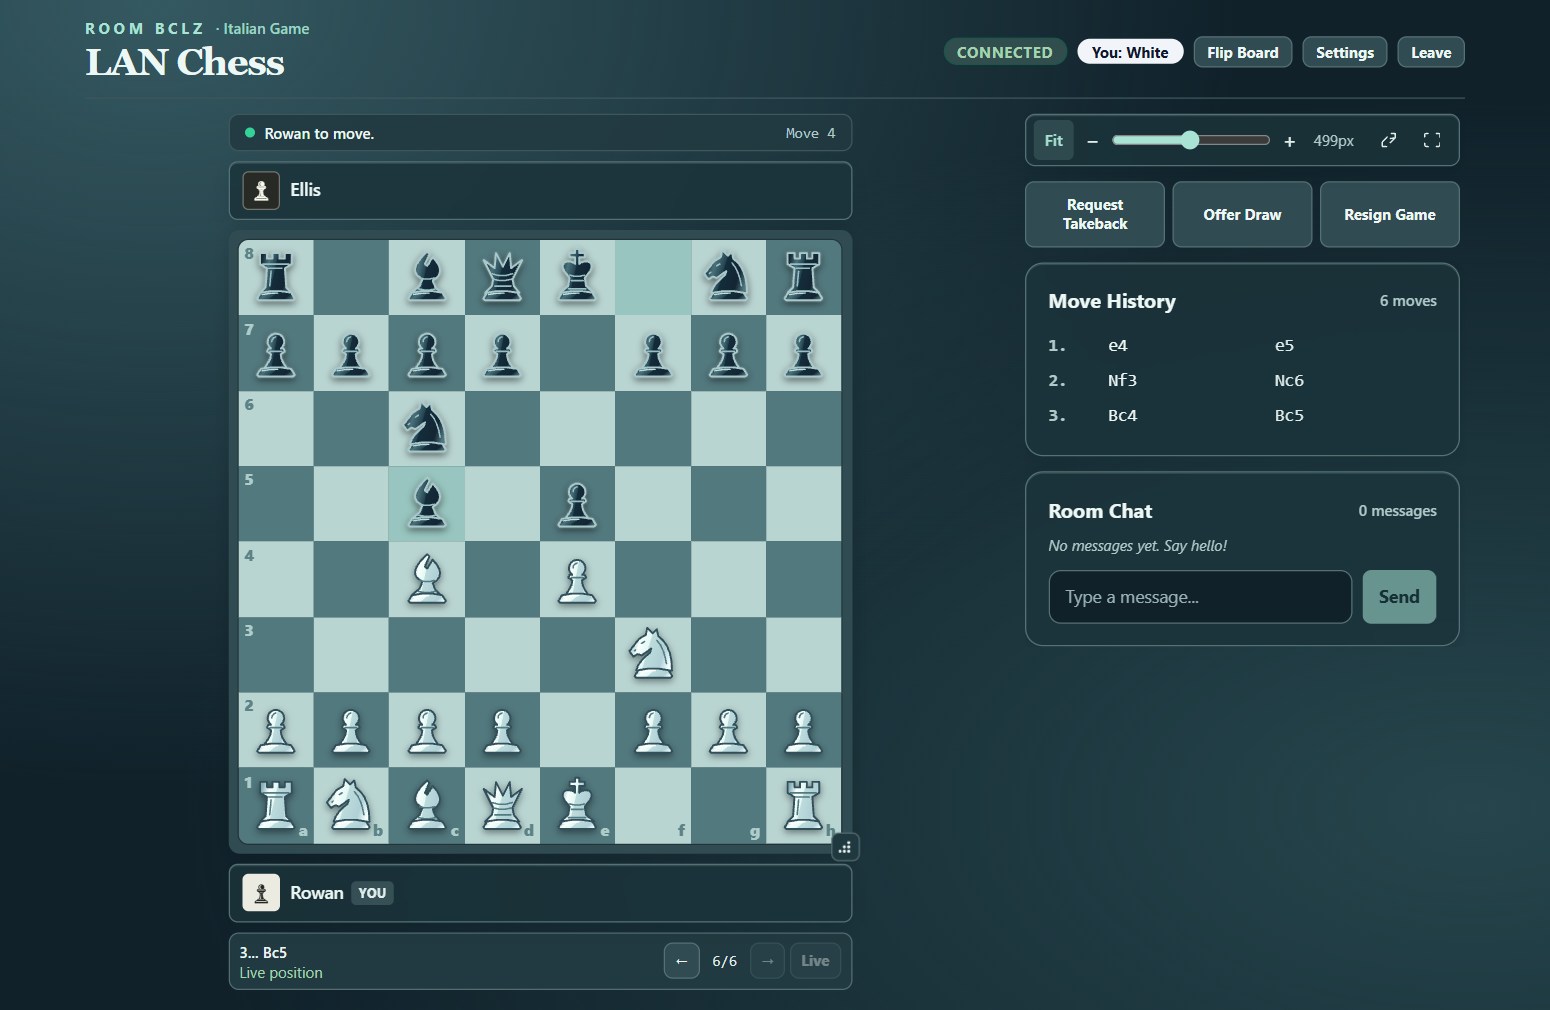 ROOM BCLZ · Italian Game
LAN Chess
CONNECTED
You: White
Flip Board
Settings
Leave
Rowan to move.
Move 4
Ellis
8
7
6
5
4
3
2
1
a b c d e f g h
Rowan YOU
3... Bc5
Live position
← 6/6 → Live
Fit − + 499px
Request
Takeback
Offer Draw
Resign Game
Move History
6 moves
1. e4 e5
2. Nf3 Nc6
3. Bc4 Bc5
Room Chat
0 messages
No messages yet. Say hello!
Type a message...
Send